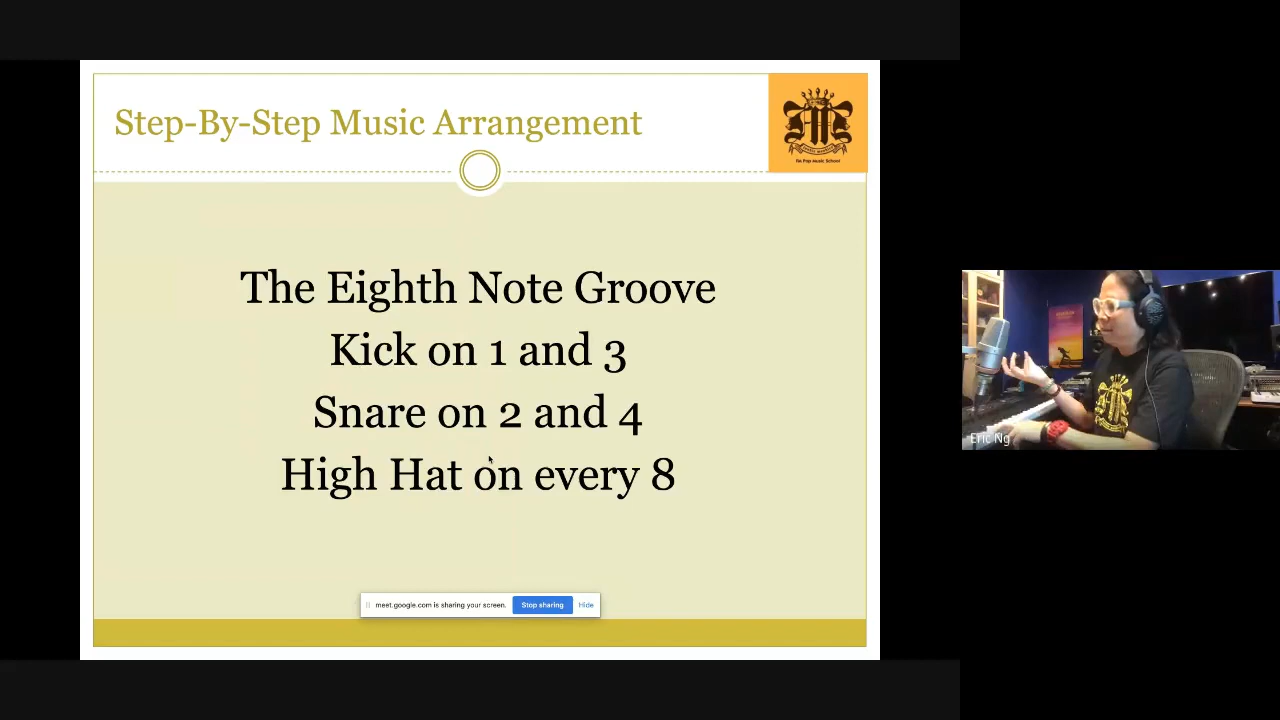 Step-By-Step Music Arrangement
The Eighth Note Groove
Kick on 1 and 3
Snare on 2 and 4
High Hat on every 8
meet.google.com is sharing your screen.
Stop sharing
Hide
Eric Ng